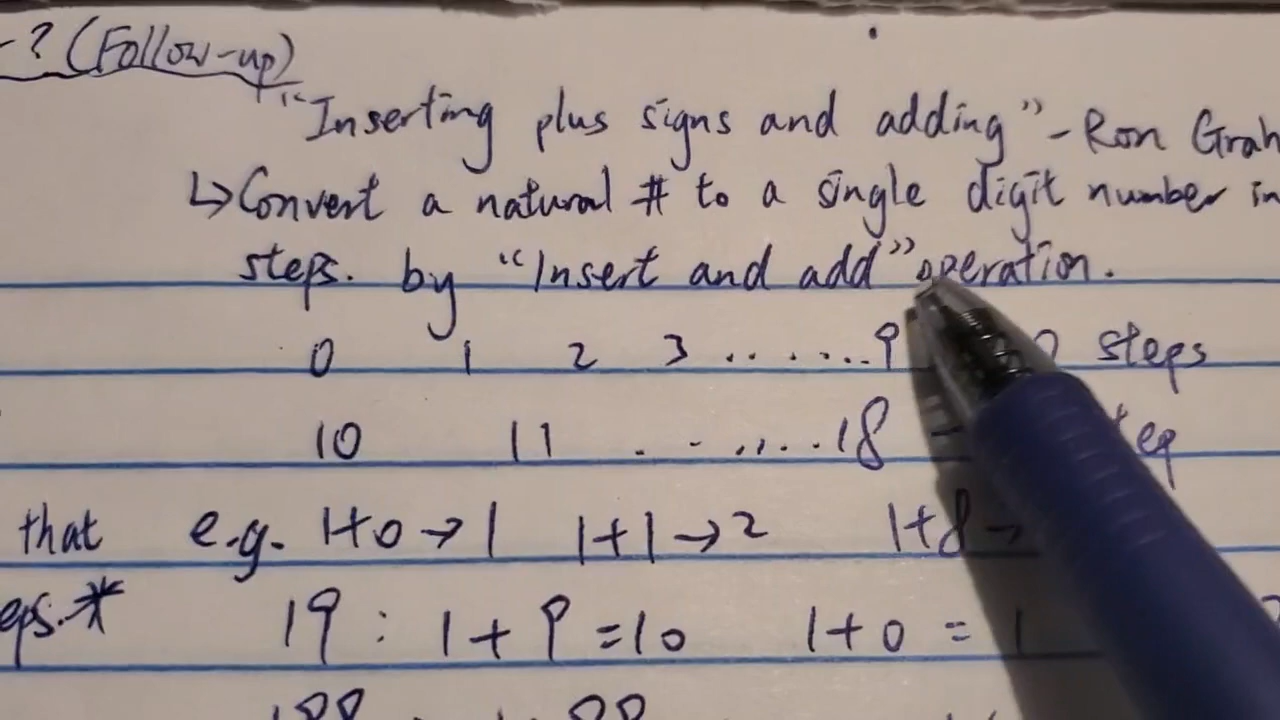 -? (Follow-up)
"Inserting plus signs and adding" - Ron Grah
↳ Convert a natural # to a single digit number in
steps. by "Insert and add" operation.
0 1 2 3 ....... 9 steps
10 11 . - ,,.... 18
that e.g. 1+0 → 1 1+1 → 2 1+8 →
eps.* 19 : 1 + 9 = 10 1+0 = 1